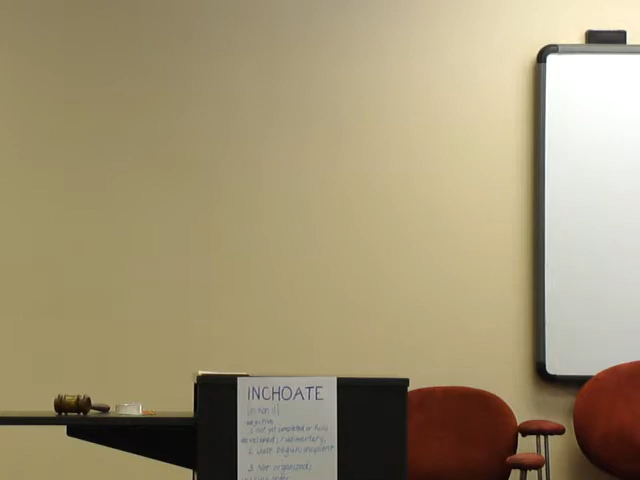 INCHOATE
adjective
1. not yet completed or fully
developed; rudimentary,
2. Just begun; incipient
3. Not organized;